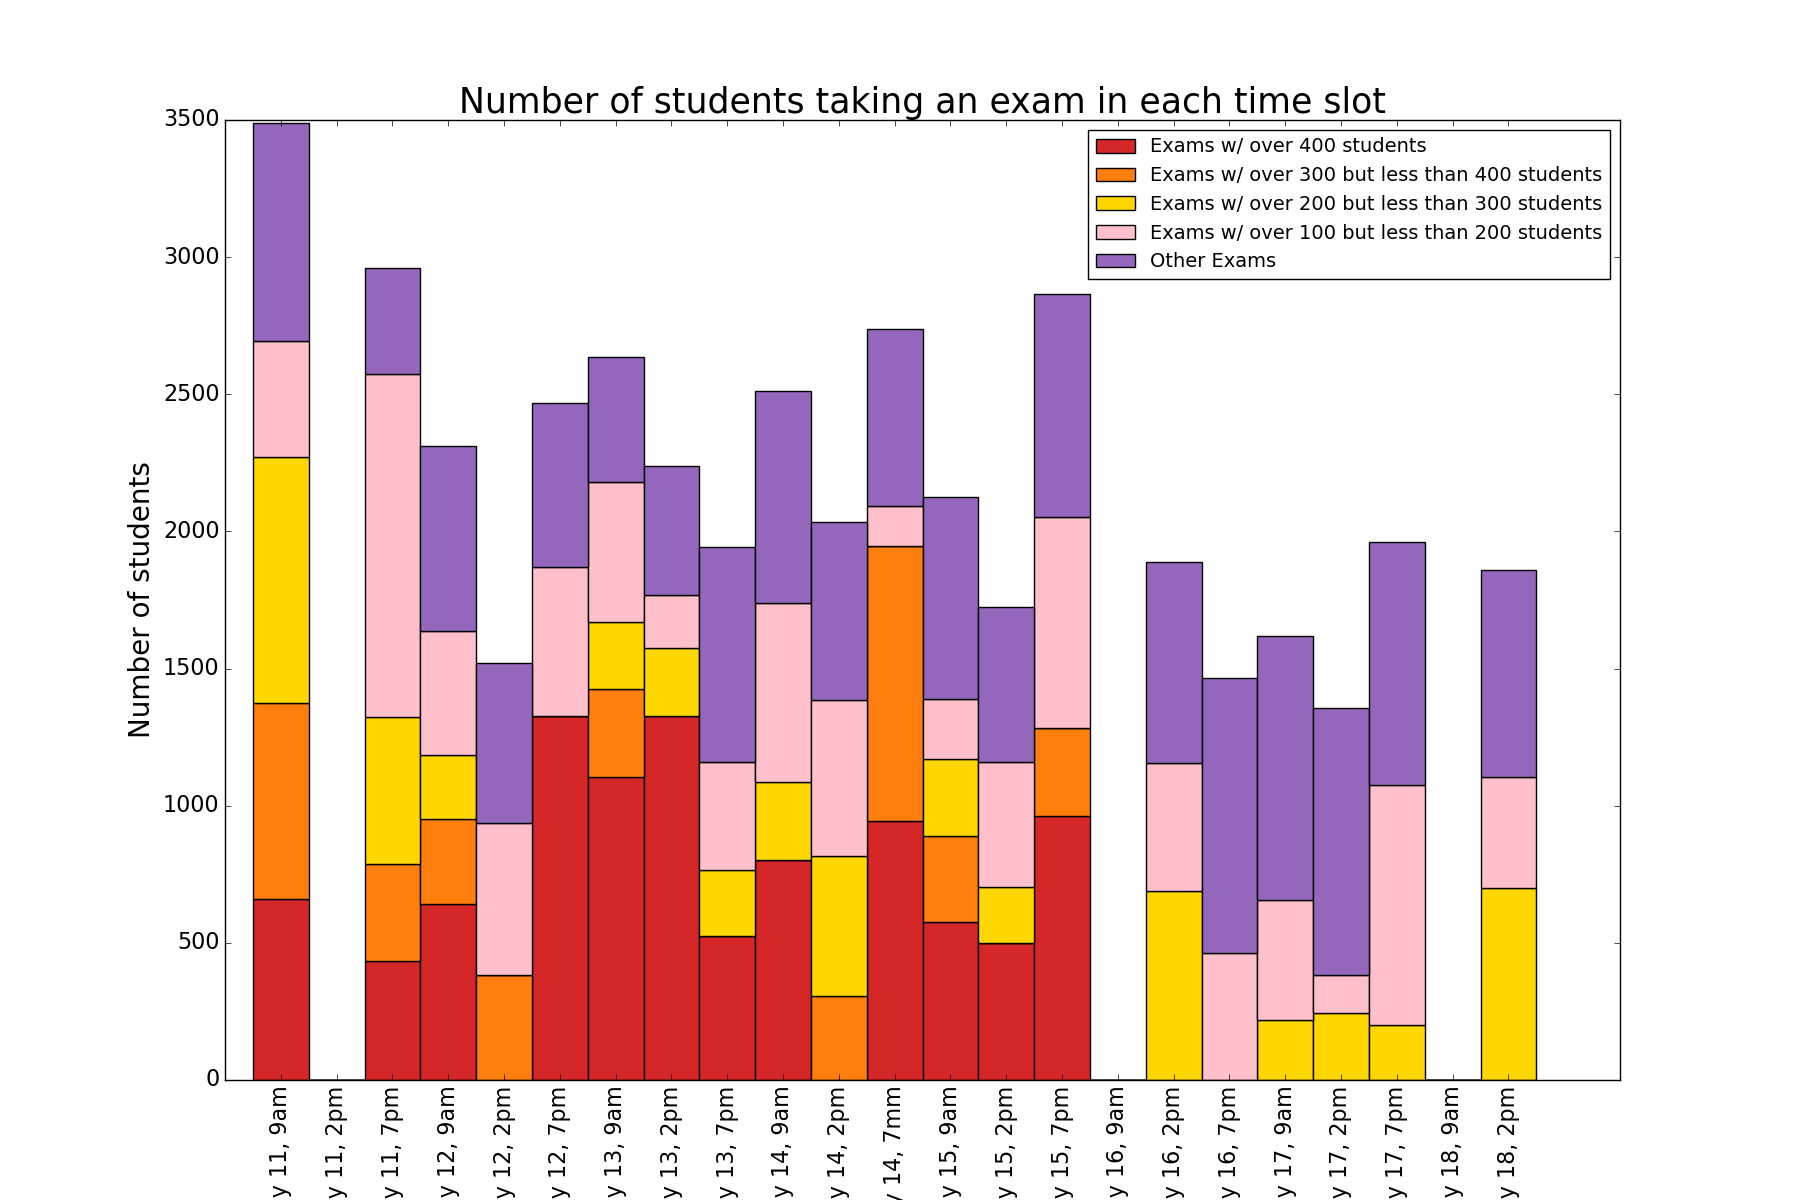 Number of students taking an exam in each time slot
Exams w/ over 400 students
Exams w/ over 300 but less than 400 students
Exams w/ over 200 but less than 300 students
Exams w/ over 100 but less than 200 students
Other Exams
Number of students
3500
3000
2500
2000
1500
1000
500
0
y 11, 9am
y 11, 2pm
y 11, 7pm
y 12, 9am
y 12, 2pm
y 12, 7pm
y 13, 9am
y 13, 2pm
y 13, 7pm
y 14, 9am
y 14, 2pm
y 14, 7mm
y 15, 9am
y 15, 2pm
y 15, 7pm
y 16, 9am
y 16, 2pm
y 16, 7pm
y 17, 9am
y 17, 2pm
y 17, 7pm
y 18, 9am
y 18, 2pm